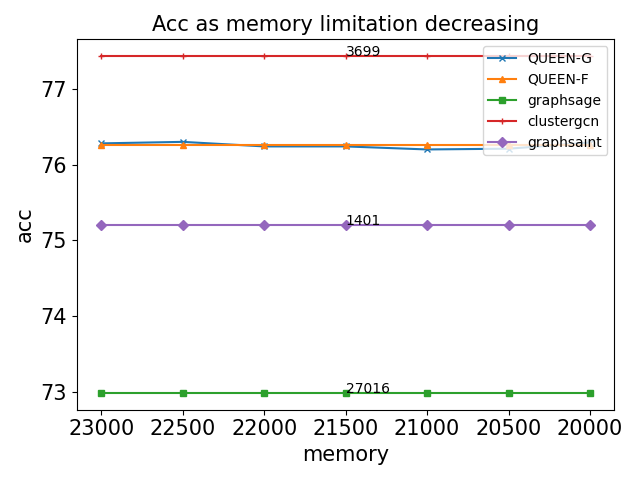 Acc as memory limitation decreasing
3699
QUEEN-G
QUEEN-F
graphsage
clustergcn
graphsaint
77
76
75
74
73
1401
27016
acc
23000 22500 22000 21500 21000 20500 20000
memory